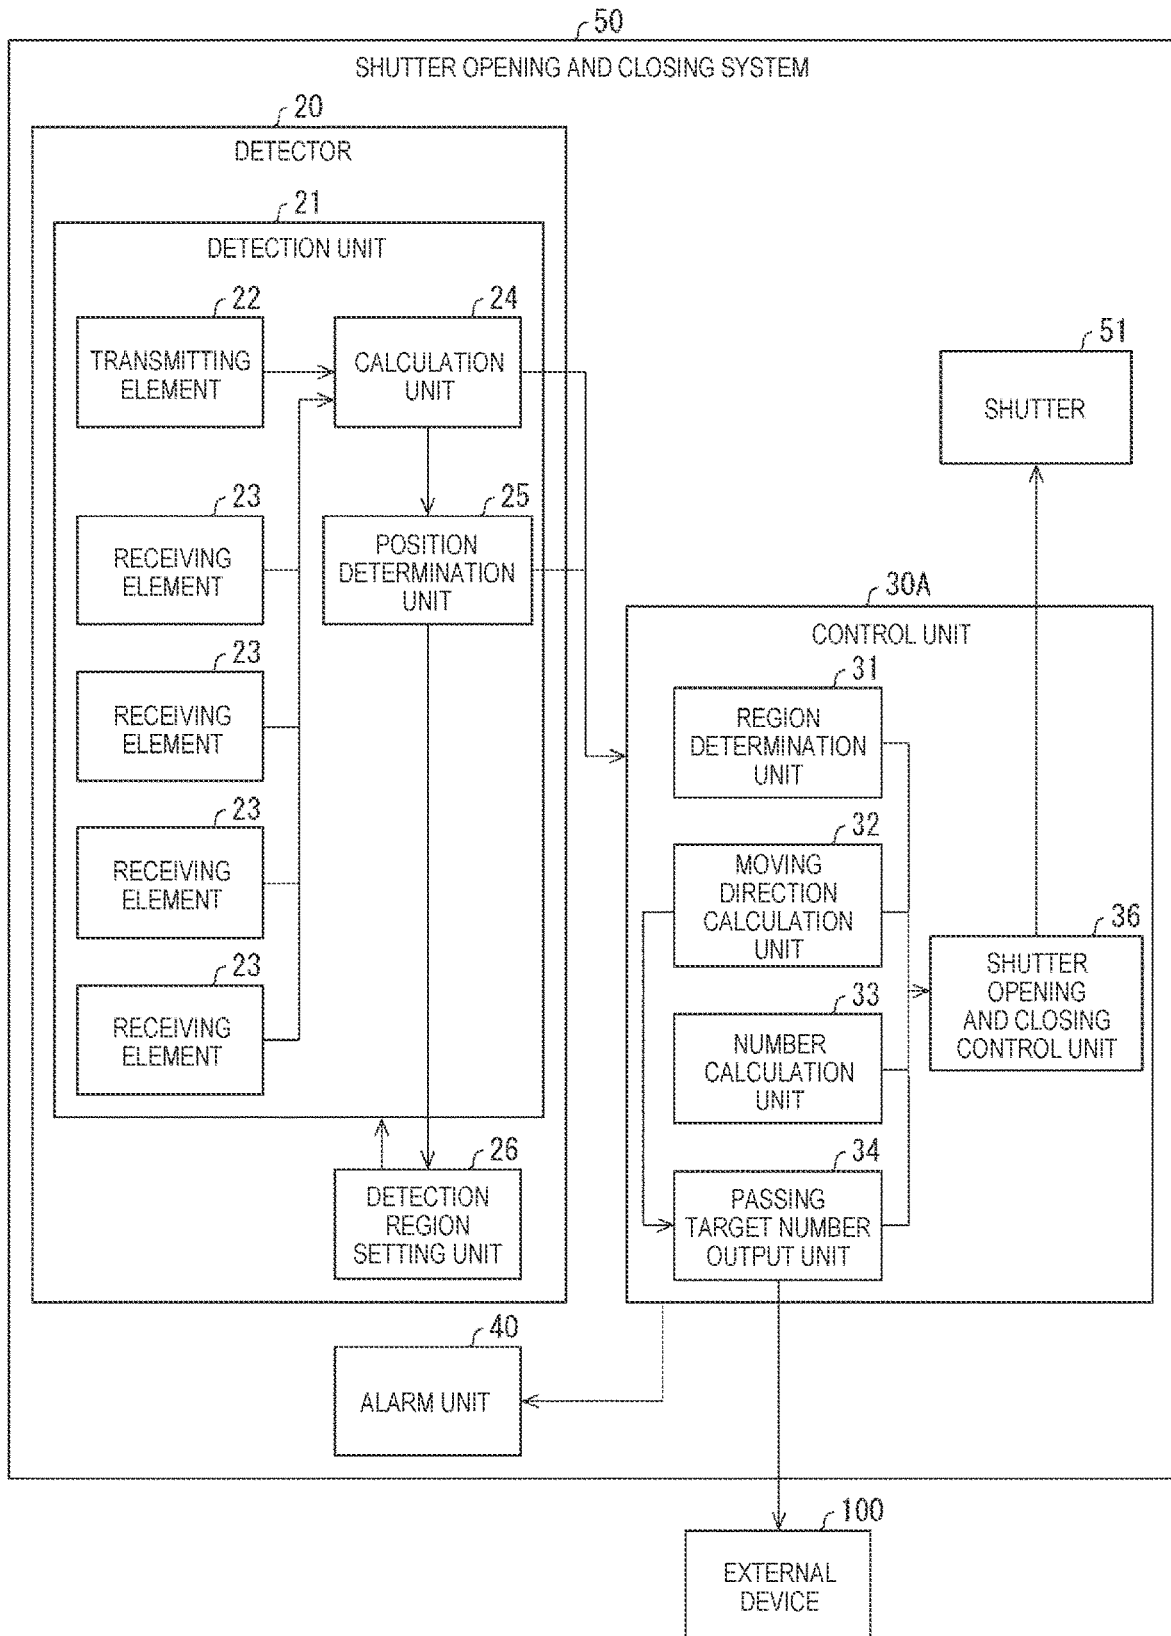 50
SHUTTER OPENING AND CLOSING SYSTEM
20
DETECTOR
21
DETECTION UNIT
22
TRANSMITTING
ELEMENT
24
CALCULATION
UNIT
23
RECEIVING
ELEMENT
25
POSITION
DETERMINATION
UNIT
23
RECEIVING
ELEMENT
23
RECEIVING
ELEMENT
23
RECEIVING
ELEMENT
26
DETECTION
REGION
SETTING UNIT
51
SHUTTER
30A
CONTROL UNIT
31
REGION
DETERMINATION
UNIT
32
MOVING
DIRECTION
CALCULATION
UNIT
33
NUMBER
CALCULATION
UNIT
34
PASSING
TARGET NUMBER
OUTPUT UNIT
36
SHUTTER
OPENING
AND CLOSING
CONTROL UNIT
40
ALARM UNIT
100
EXTERNAL
DEVICE